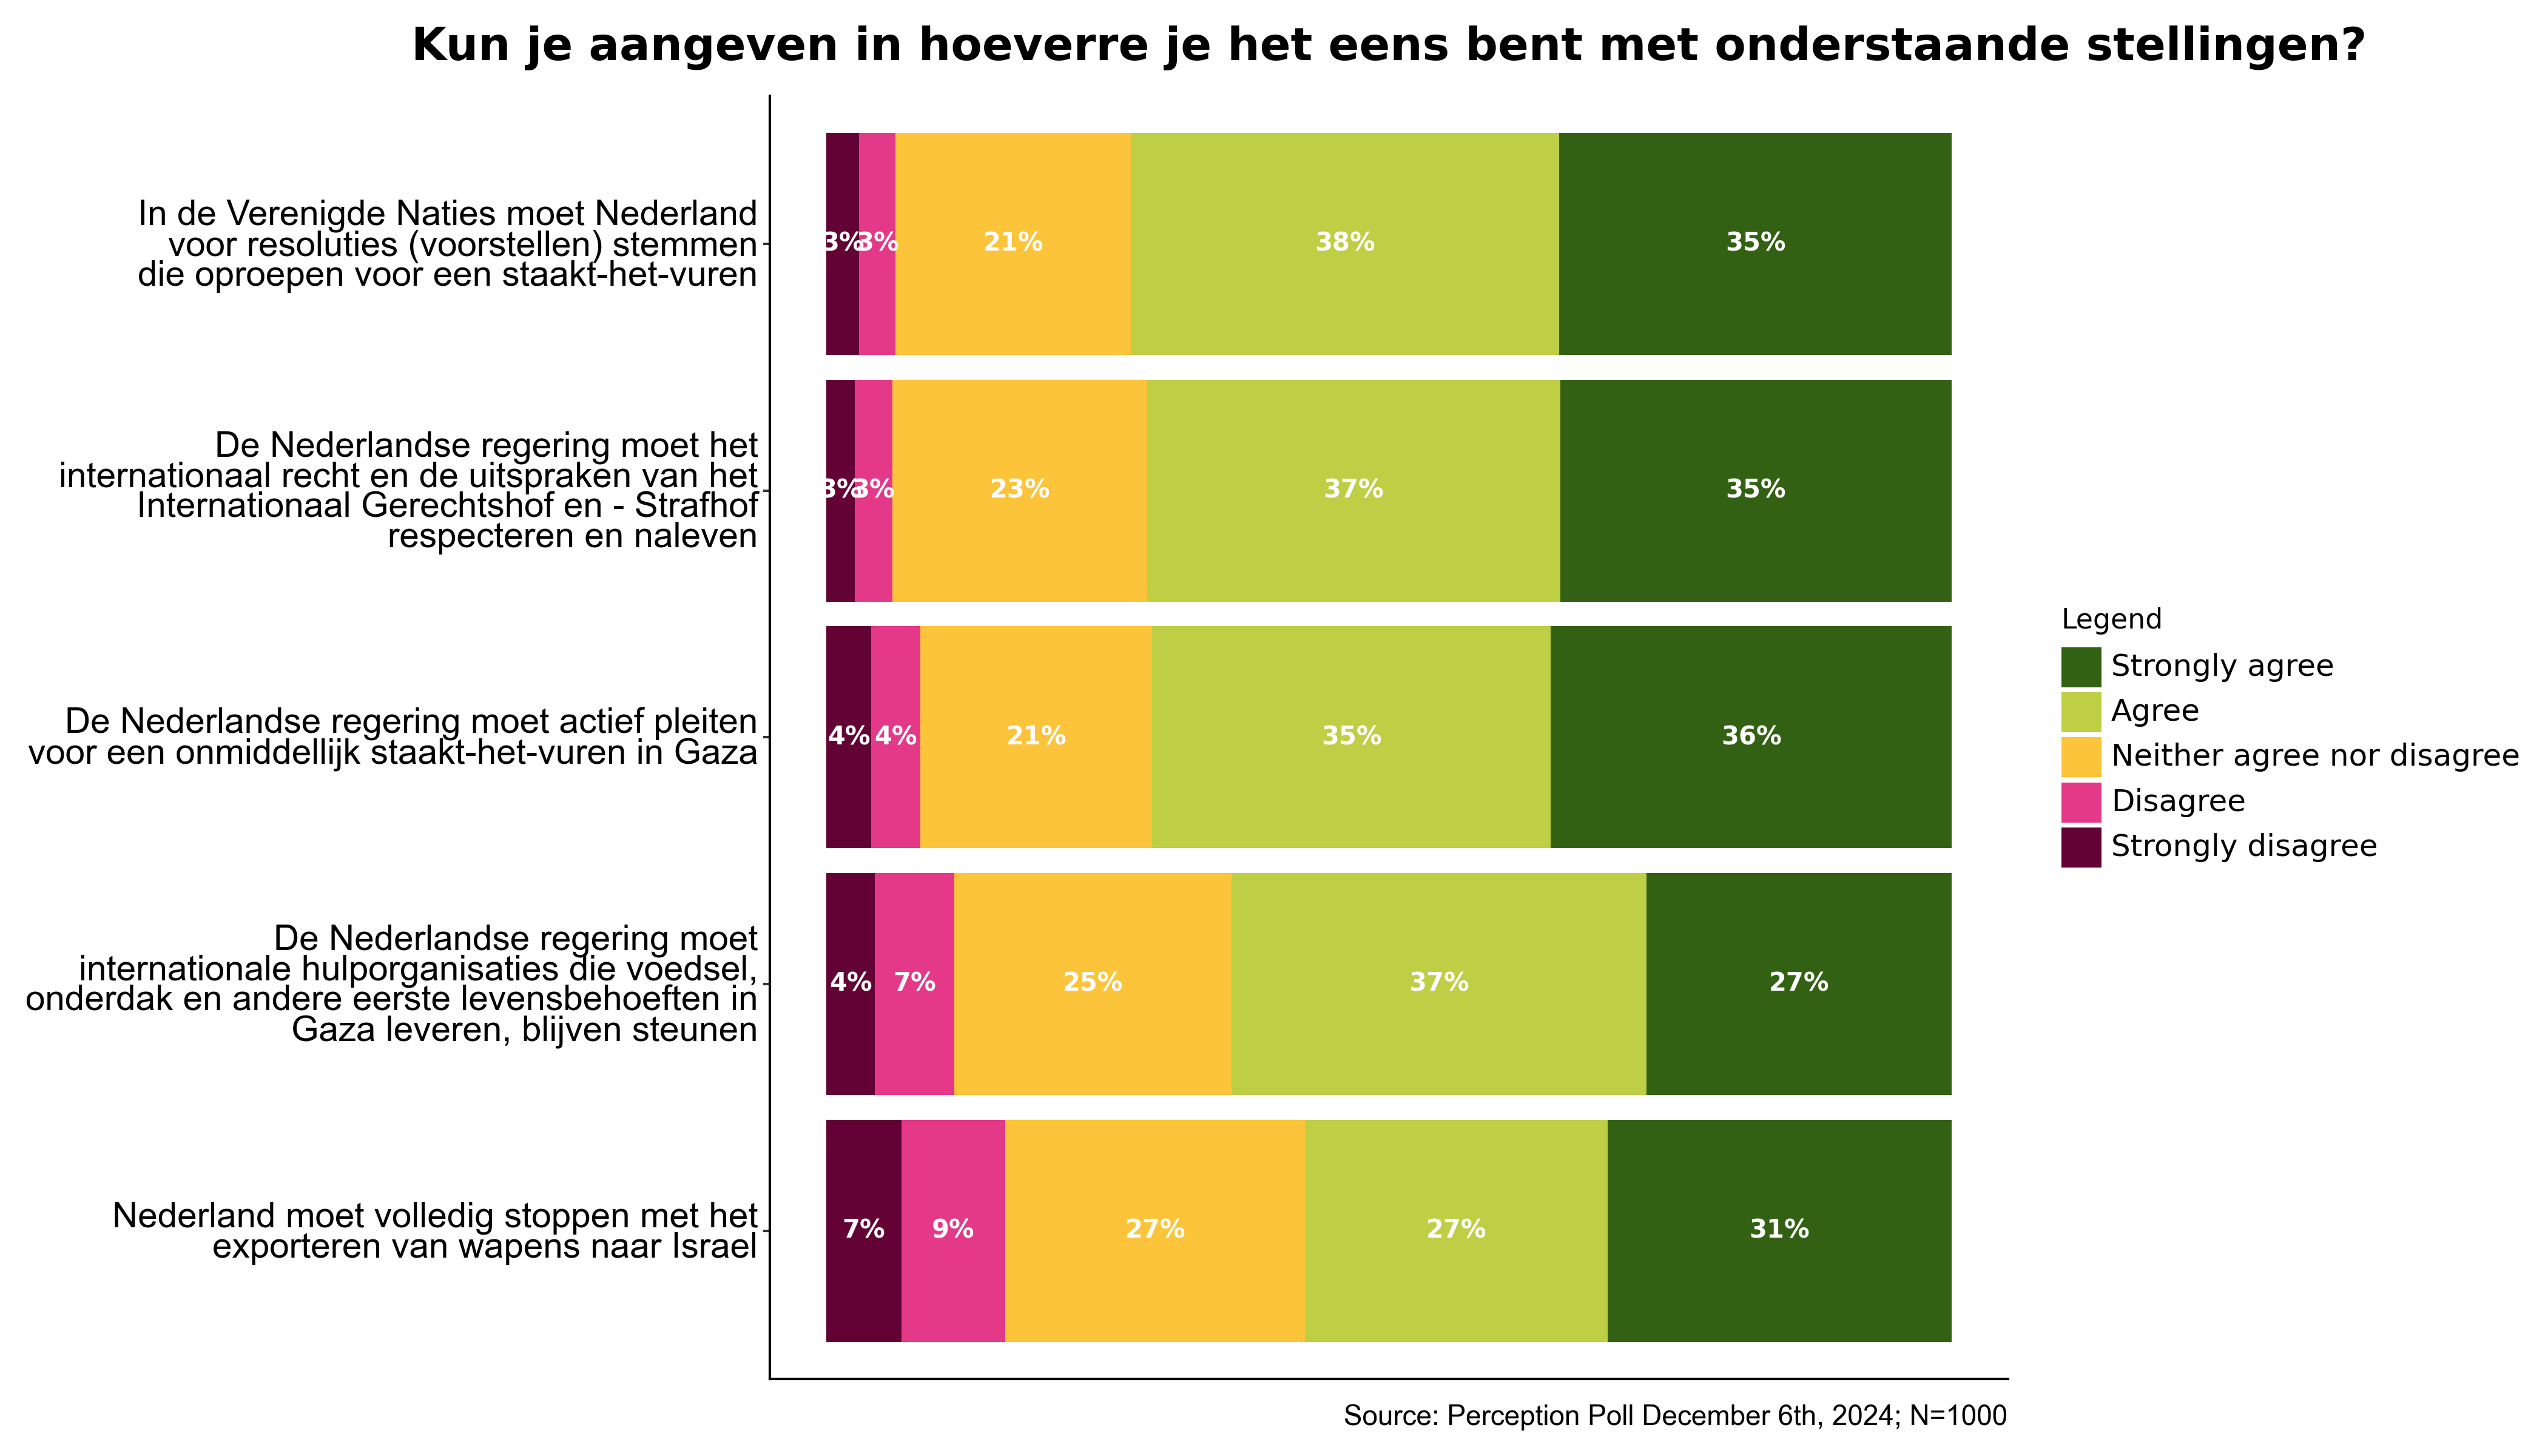 Kun je aangeven in hoeverre je het eens bent met onderstaande stellingen?
In de Verenigde Naties moet Nederland
voor resoluties (voorstellen) stemmen
die oproepen voor een staakt-het-vuren
3% 3% 21% 38% 35%
De Nederlandse regering moet het
internationaal recht en de uitspraken van het
Internationaal Gerechtshof en - Strafhof
respecteren en naleven
3% 3% 23% 37% 35%
De Nederlandse regering moet actief pleiten
voor een onmiddellijk staakt-het-vuren in Gaza
4% 4% 21% 35% 36%
De Nederlandse regering moet
internationale hulporganisaties die voedsel,
onderdak en andere eerste levensbehoeften in
Gaza leveren, blijven steunen
4% 7% 25% 37% 27%
Nederland moet volledig stoppen met het
exporteren van wapens naar Israel
7% 9% 27% 27% 31%
Legend
Strongly agree
Agree
Neither agree nor disagree
Disagree
Strongly disagree
Source: Perception Poll December 6th, 2024; N=1000